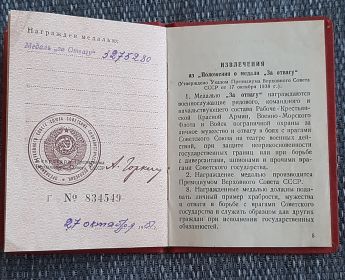 Награжден медалью:
Медаль „За Отвагу"
5275280
Г № 834549
27 октября
ИЗВЛЕЧЕНИЯ
из „Положения о медали „За отвагу"
(Утверждено Указом Президиума Верховного Совета
СССР от 17 октября 1938 г.):
1. Медалью „За отвагу" награждаются
военнослужащие рядового, командного и
начальствующего состава Рабоче-Крестьян-
ской Красной Армии, Военно-Морского
Флота и Войск пограничной охраны за
личное мужество и отвагу в боях с врагами
Советского Союза на театре военных дей-
ствий, при защите неприкосновенности
государственных границ или при борьбе
с диверсантами, шпионами и прочими вра-
гами Советского государства.
2. Награждение медалью производится
Президиумом Верховного Совета СССР.
3. Награжденные медалью должны пода-
вать личный пример храбрости, мужества
и отваги в борьбе с врагами Советского
государства и служить образцом для других
граждан при исполнении государственных
обязанностей.